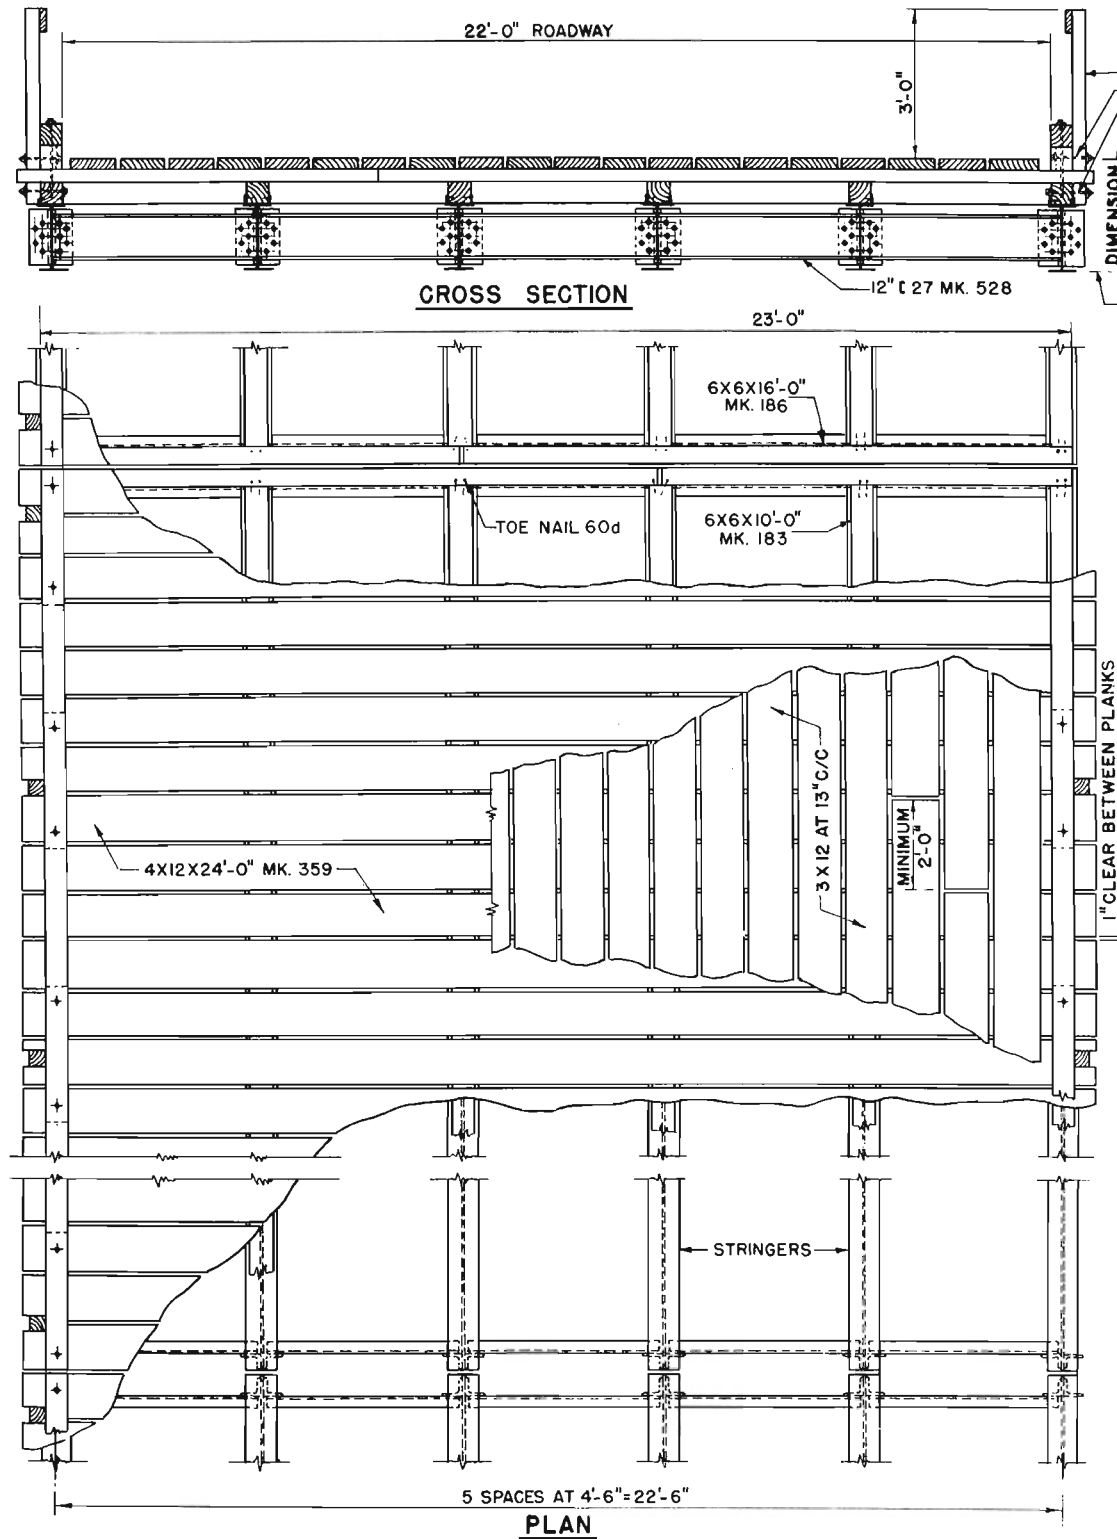 22'-0" ROADWAY
3'-0"
DIMENSION
12" [ 27 MK. 528
CROSS SECTION
23'-0"
6X6X16'-0"
MK. 186
TOE NAIL 60d
6X6X10'-0"
MK. 183
1" CLEAR BETWEEN PLANKS
3 X 12 AT 13" C/C
MINIMUM
2'-0"
4X12X24'-0" MK. 359
STRINGERS
5 SPACES AT 4'-6"=22'-6"
PLAN